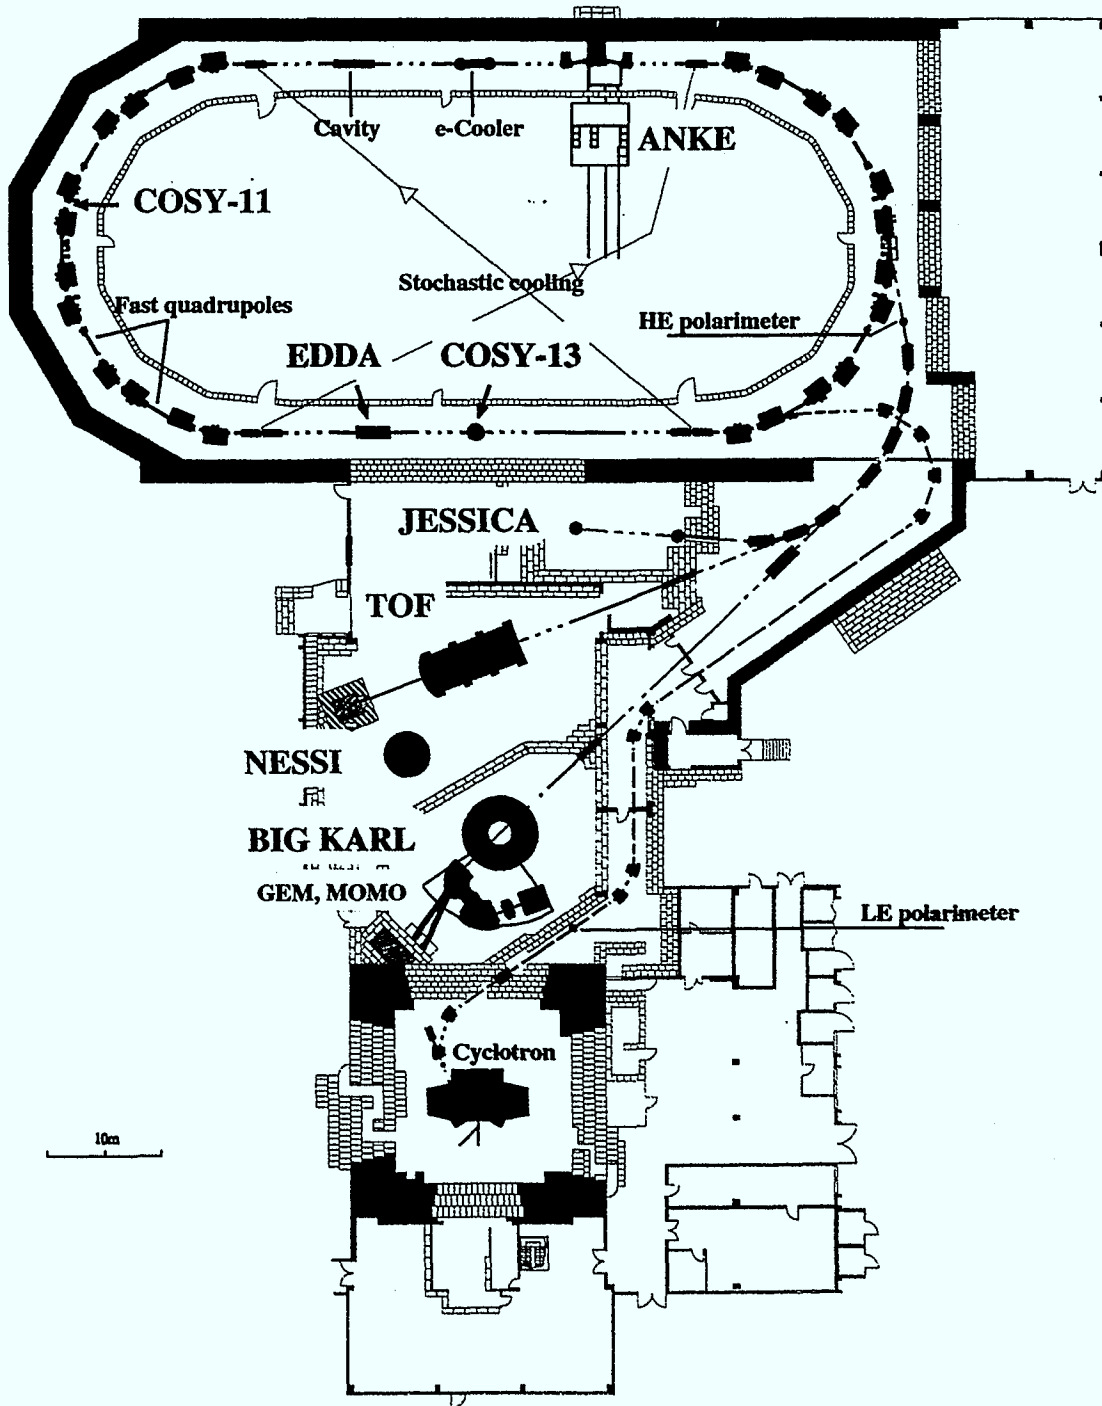 Cavity
e-Cooler
ANKE
COSY-11
Stochastic cooling
Fast quadrupoles
HE polarimeter
EDDA
COSY-13
JESSICA
TOF
NESSI
BIG KARL
GEM, MOMO
LE polarimeter
Cyclotron
10m